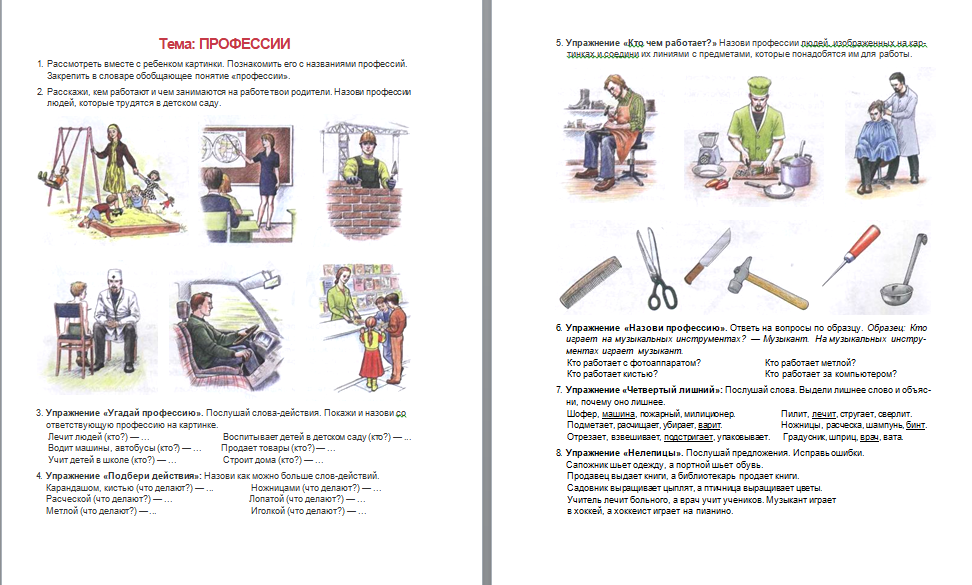 Тема: ПРОФЕССИИ
1. Рассмотреть вместе с ребенком картинки. Познакомить его с названиями профессий.
Закрепить в словаре обобщающее понятие «профессии».
2. Расскажи, кем работают и чем занимаются на работе твои родители. Назови профессии
людей, которые трудятся в детском саду.
3. Упражнение «Угадай профессию». Послушай слова-действия. Покажи и назови со
ответствующую профессию на картинке.
Лечит людей (кто?) — … Воспитывает детей в детском саду (кто?) — ...
Водит машины, автобусы (кто?) — … Продает товары (кто?) — …
Учит детей в школе (кто?) — … Строит дома (кто?) — …
4. Упражнение «Подбери действия»: Назови как можно больше слов-действий.
Карандашом, кистью (что делают?) — ... Ножницами (что делают?) — …
Расческой (что делают?) — … Лопатой (что делают?) — …
Метлой (что делают?) —... Иголкой (что делают?) — …
5. Упражнение «Кто чем работает?» Назови профессии людей, изображенных на кар-
тинках и соедини их линиями с предметами, которые понадобятся им для работы.
6. Упражнение «Назови профессию». Ответь на вопросы по образцу. Образец: Кто
играет на музыкальных инструментах? — Музыкант. На музыкальных инстру-
ментах играет музыкант.
Кто работает с фотоаппаратом? Кто работает метлой?
Кто работает кистью? Кто работает за компьютером?
7. Упражнение «Четвертый лишний»: Послушай слова. Выдели лишнее слово и объяс-
ни, почему оно лишнее.
Шофер, машина, пожарный, милиционер. Пилит, лечит, стругает, сверлит.
Подметает, расчищает, убирает, варит. Ножницы, расческа, шампунь, бинт.
Отрезает, взвешивает, подстригает, упаковывает. Градусник, шприц, врач, вата.
8. Упражнение «Нелепицы». Послушай предложения. Исправь ошибки.
Сапожник шьет одежду, а портной шьет обувь.
Продавец выдает книги, а библиотекарь продает книги.
Садовник выращивает цыплят, а птичница выращивает цветы.
Учитель лечит больного, а врач учит учеников. Музыкант играет
в хоккей, а хоккеист играет на пианино.